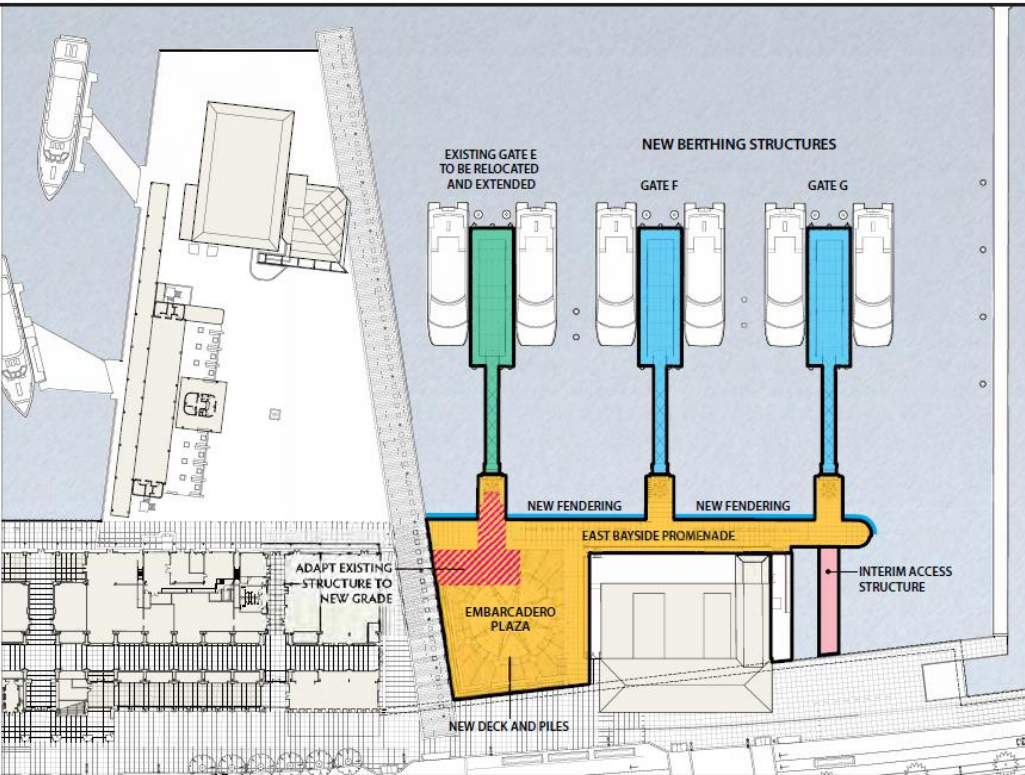 NEW BERTHING STRUCTURES
EXISTING GATE E
TO BE RELOCATED
AND EXTENDED
GATE F
GATE G
NEW FENDERING
NEW FENDERING
EAST BAYSIDE PROMENADE
ADAPT EXISTING
STRUCTURE TO
NEW GRADE
INTERIM ACCESS
STRUCTURE
EMBARCADERO
PLAZA
NEW DECK AND PILES